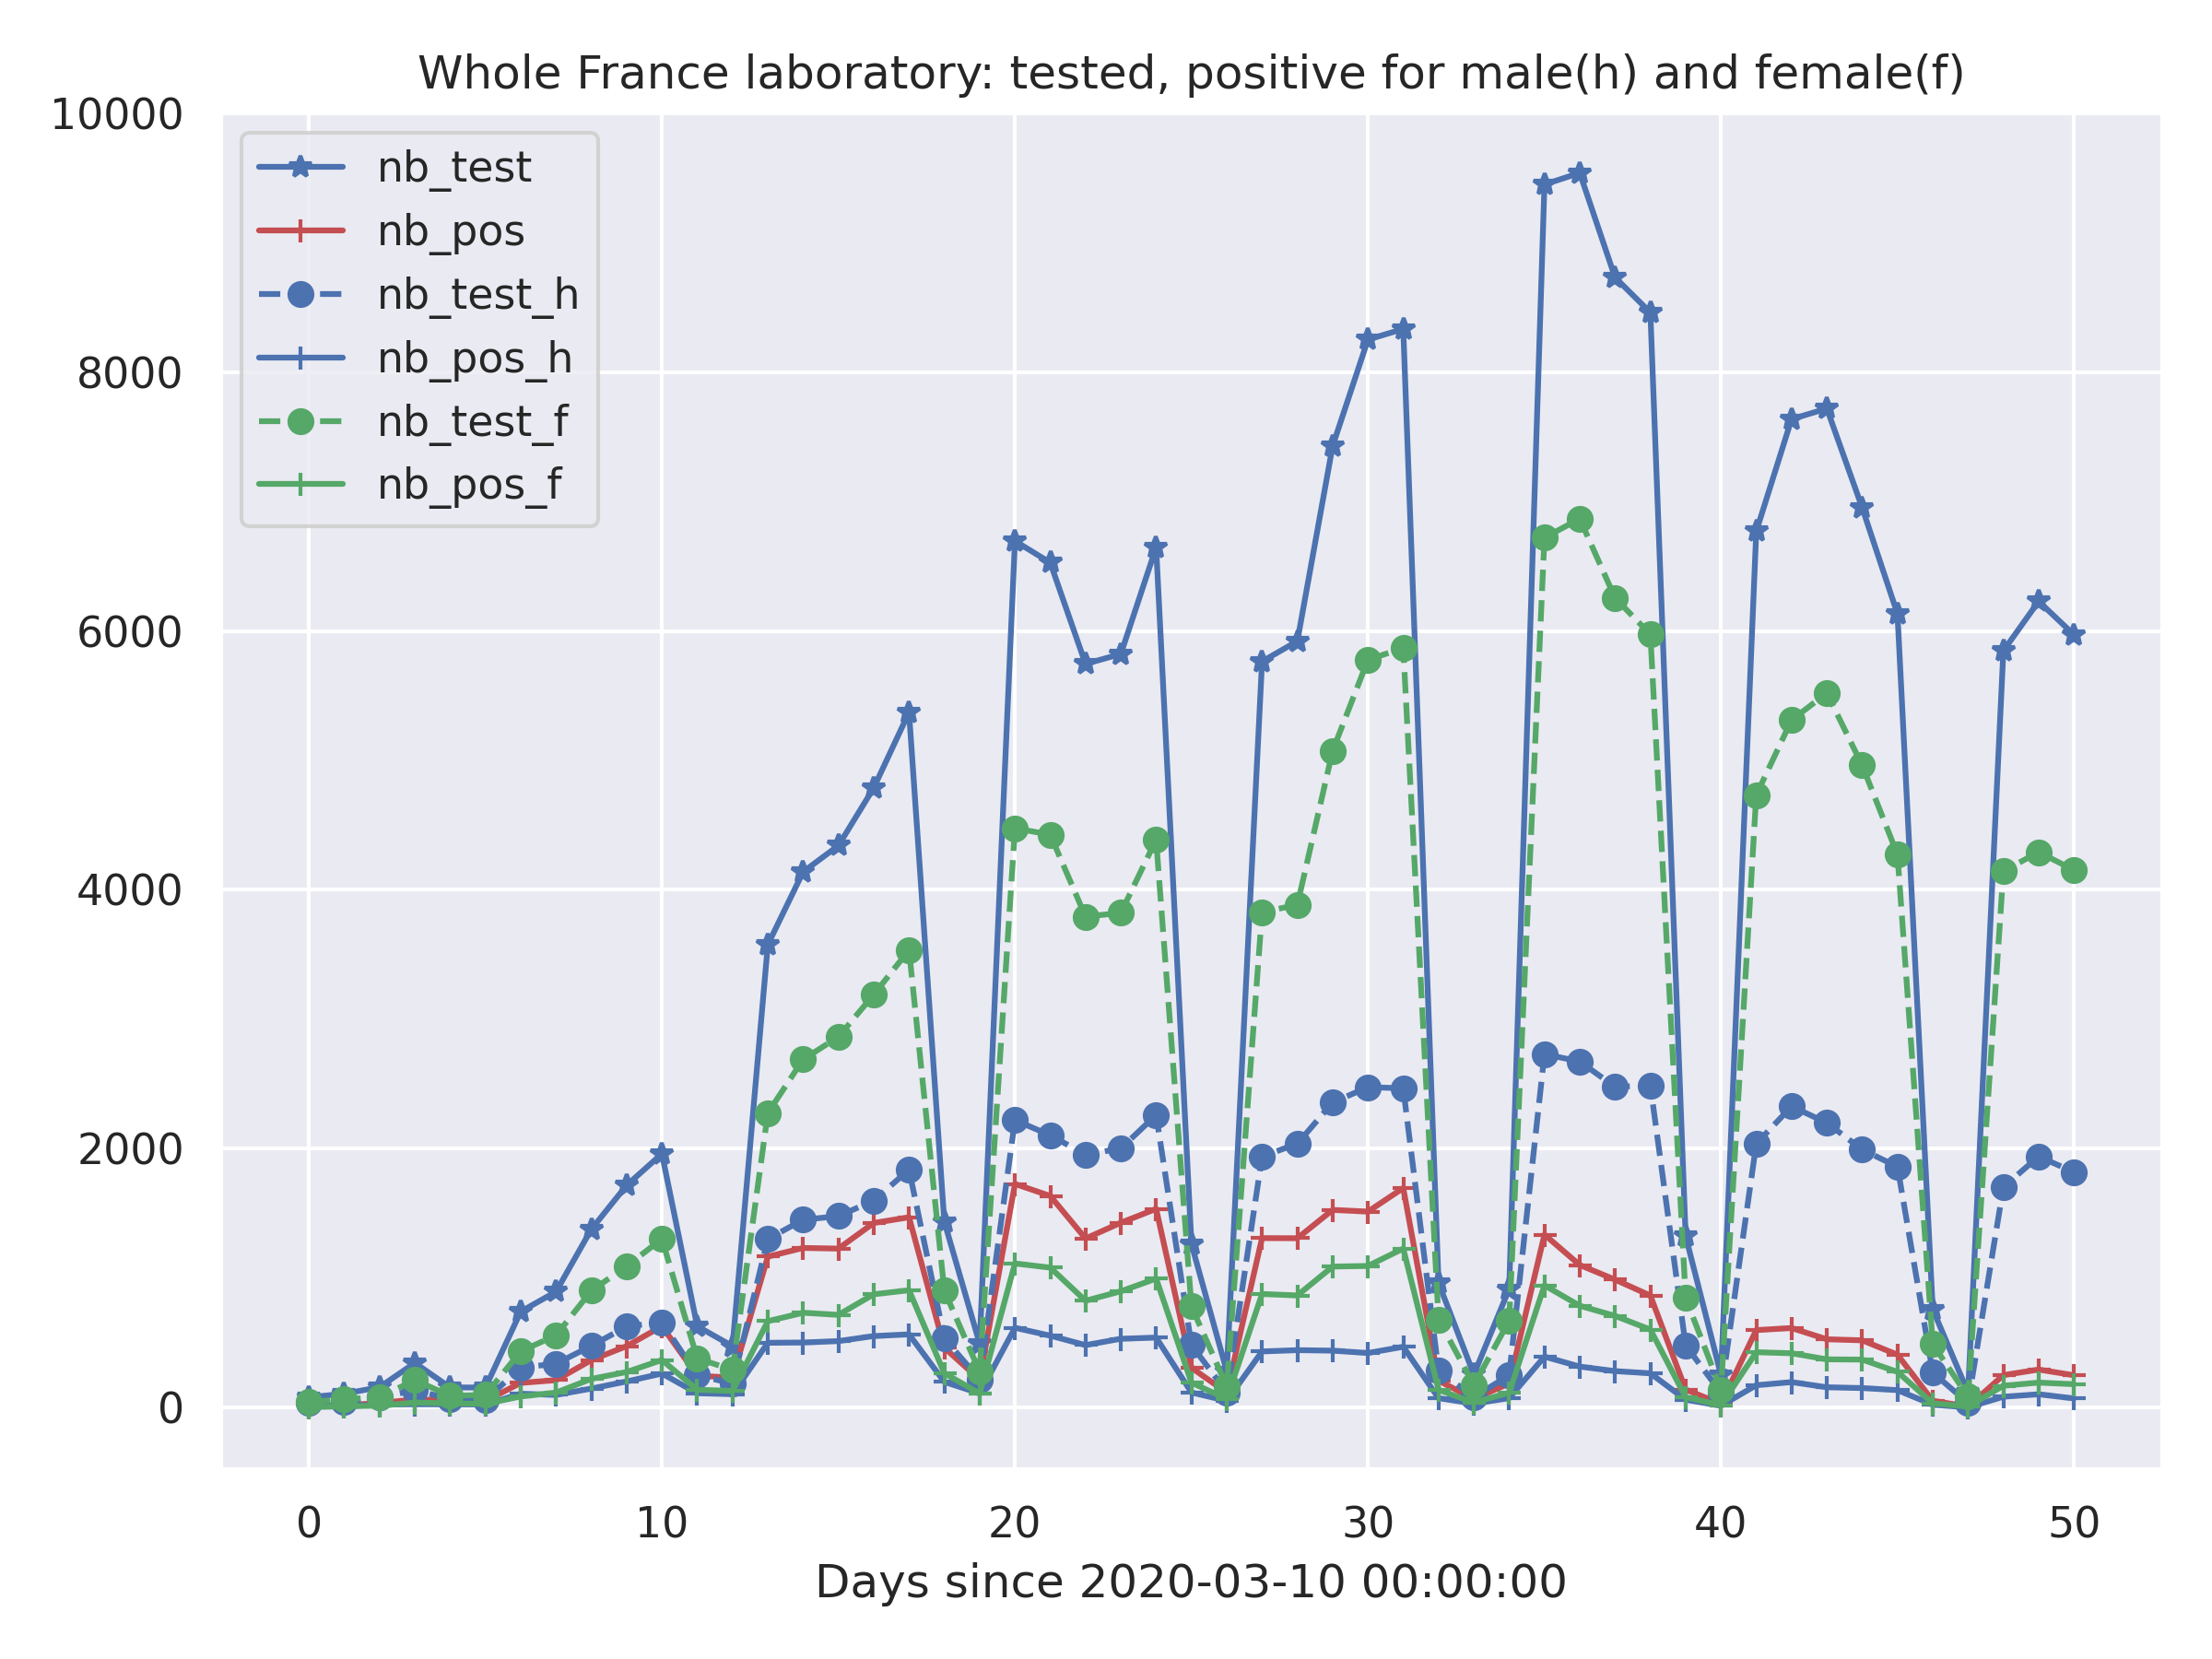 Whole France laboratory: tested, positive for male(h) and female(f)
10000
8000
6000
4000
2000
0
nb_test
nb_pos
nb_test_h
nb_pos_h
nb_test_f
nb_pos_f
0 10 20 30 40 50
Days since 2020-03-10 00:00:00